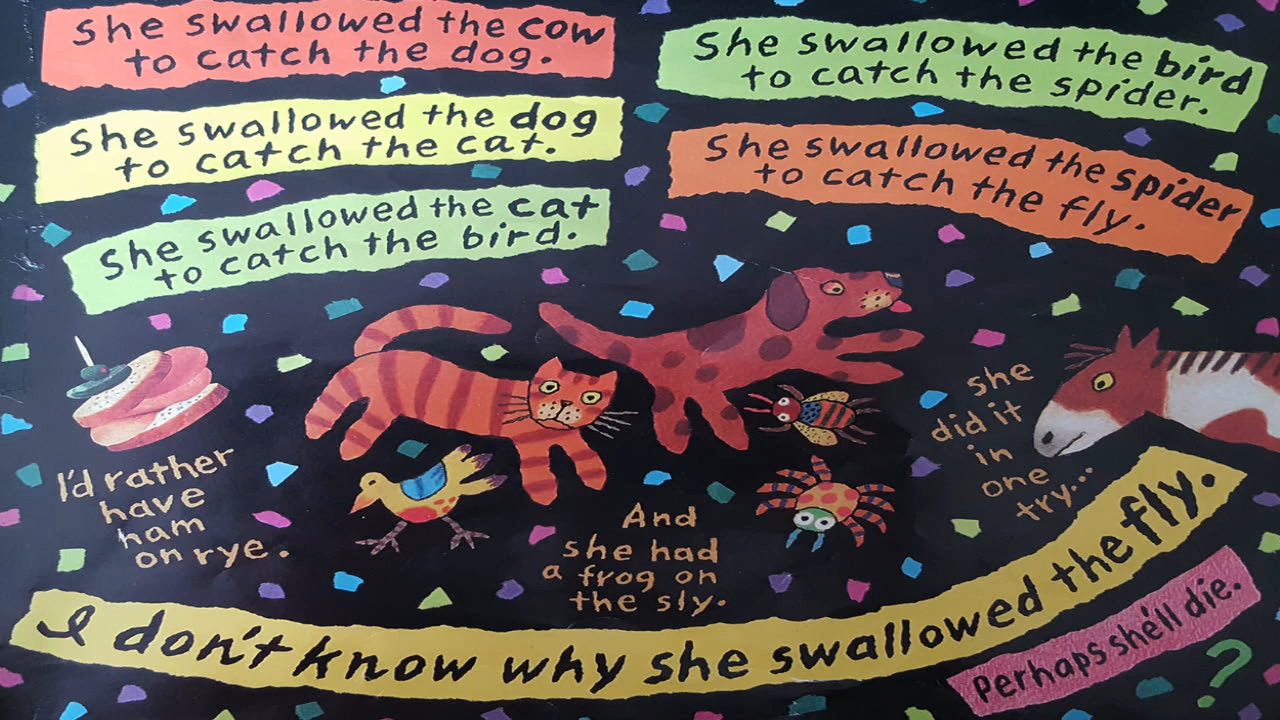 She swallowed the cow
to catch the dog.
She swallowed the dog
to catch the cat.
She swallowed the cat
to catch the bird.
She swallowed the bird
to catch the spider.
She swallowed the spider
to catch the fly.
I'd rather
have
ham
on rye.
And
she had
a frog on
the sly.
she
did it
in
one
try...
I don't know why she swallowed the fly.
Perhaps she'll die.
?